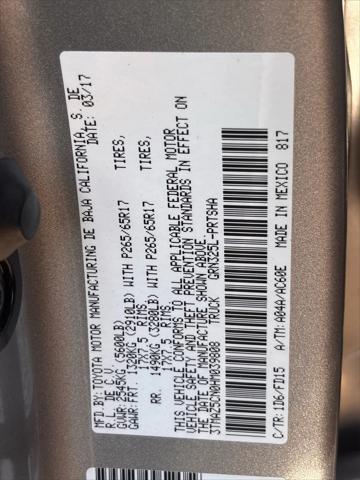 MFD.BY:TOYOTA MOTOR MANUFACTURING DE BAJA CALIFORNIA, S. DE
R.L. DE C.V. DATE: 03/17
GVWR:2545KG (5600LB)
GAWR:FRT. 1320KG (2910LB) WITH P265/65R17 TIRES,
17X7.5 RIMS
RR. 1490KG (3280LB) WITH P265/65R17 TIRES,
17X7.5 RIMS
THIS VEHICLE CONFORMS TO ALL APPLICABLE FEDERAL MOTOR
VEHICLE SAFETY AND THEFT PREVENTION STANDARDS IN EFFECT ON
THE DATE OF MANUFACTURE SHOWN ABOVE.
3TMAZ5CN8HM039808 TRUCK GRN325L-PRTSHA
C/TR:1D6/FD15 A/TM:A04A/AC60E MADE IN MEXICO 817